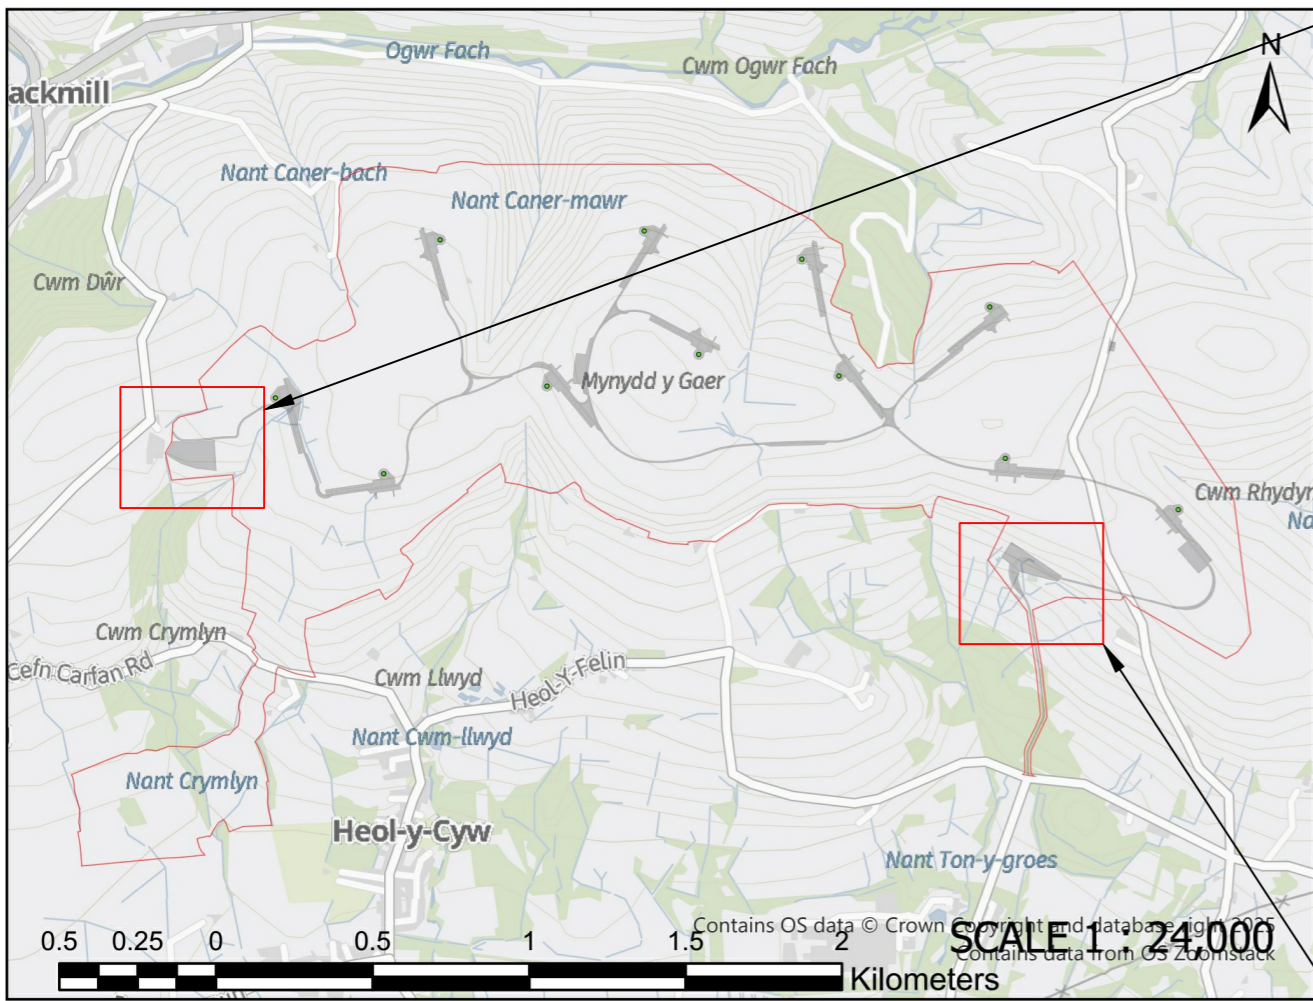 N
Ogwr Fach
Cwm Ogwr Fach
ackmill
Nant Caner-bach
Nant Caner-mawr
Cwm Dŵr
Mynydd y Gaer
Cwm Rhydyr
Na
Cwm Crymlyn
Cefn Carfan Rd
Cwm Llwyd
Heol-Y-Felin
Nant Cwm-llwyd
Nant Crymlyn
Heol-y-Cyw
Nant Ton-y-groes
Contains OS data © Crown Copyright and database right 2025
Contains data from OS Zoomstack
SCALE 1 : 24,000
0.5 0.25 0 0.5 1 1.5 2
Kilometers